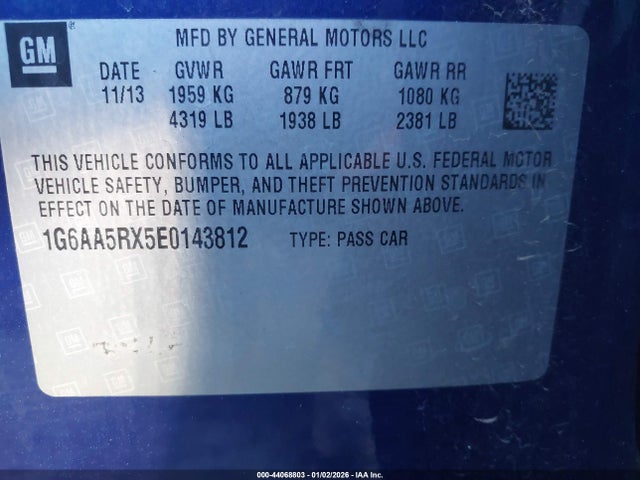 GM
MFD BY GENERAL MOTORS LLC
DATE GVWR GAWR FRT GAWR RR
11/13 1959 KG 879 KG 1080 KG
4319 LB 1938 LB 2381 LB
THIS VEHICLE CONFORMS TO ALL APPLICABLE U.S. FEDERAL MOTOR
VEHICLE SAFETY, BUMPER, AND THEFT PREVENTION STANDARDS IN
EFFECT ON THE DATE OF MANUFACTURE SHOWN ABOVE.
1G6AA5RX5E0143812 TYPE: PASS CAR
000-44068803 - 01/02/2026 - IAA Inc.